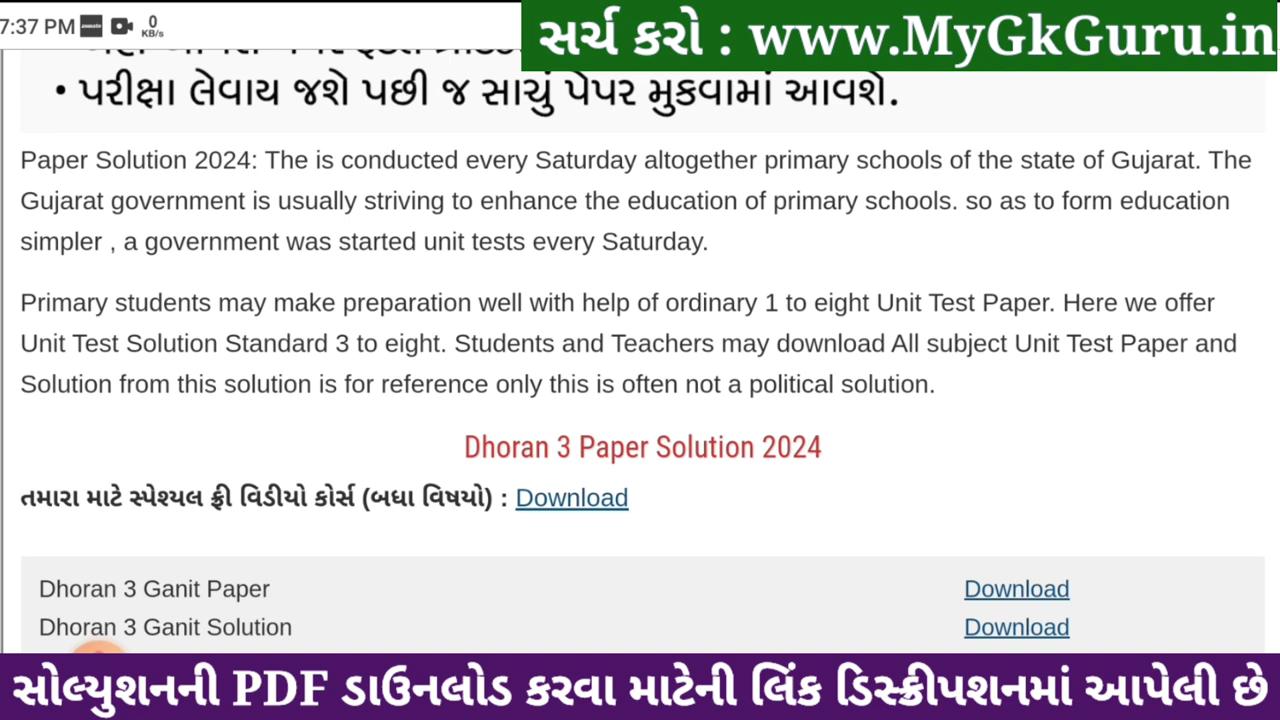 7:37 PM
0
KB/s
સર્ચ કરો : www.MyGkGuru.in
• પરીક્ષા લેવાય જશે પછી જ સાચું પેપર મુકવામાં આવશે.
Paper Solution 2024: The is conducted every Saturday altogether primary schools of the state of Gujarat. The
Gujarat government is usually striving to enhance the education of primary schools. so as to form education
simpler , a government was started unit tests every Saturday.
Primary students may make preparation well with help of ordinary 1 to eight Unit Test Paper. Here we offer
Unit Test Solution Standard 3 to eight. Students and Teachers may download All subject Unit Test Paper and
Solution from this solution is for reference only this is often not a political solution.
Dhoran 3 Paper Solution 2024
તમારા માટે સ્પેશ્યલ ફ્રી વિડીયો કોર્સ (બધા વિષયો) : Download
Dhoran 3 Ganit Paper Download
Dhoran 3 Ganit Solution Download
સોલ્યુશનની PDF ડાઉનલોડ કરવા માટેની લિંક ડિસ્ક્રીપશનમાં આપેલી છે